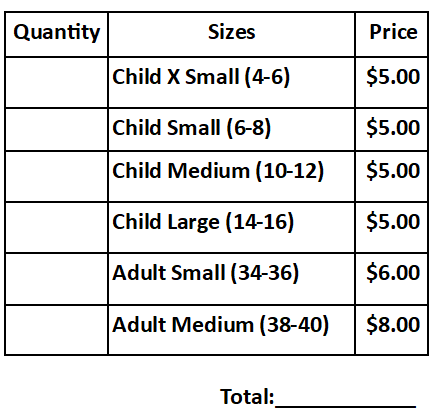 Quantity Sizes Price
Child X Small (4-6) $5.00
Child Small (6-8) $5.00
Child Medium (10-12) $5.00
Child Large (14-16) $5.00
Adult Small (34-36) $6.00
Adult Medium (38-40) $8.00
Total:____________